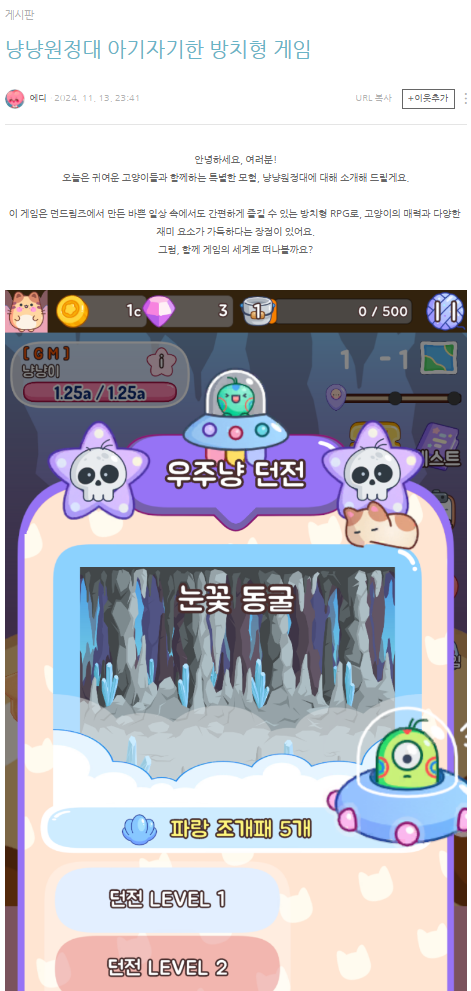 게시판
냥냥원정대 아기자기한 방치형 게임
에디 2024. 11. 13. 23:41 URL 복사 +이웃추가
안녕하세요, 여러분!
오늘은 귀여운 고양이들과 함께하는 특별한 모험, 냥냥원정대에 대해 소개해 드릴게요.
이 게임은 던드림즈에서 만든 바쁜 일상 속에서도 간편하게 즐길 수 있는 방치형 RPG로, 고양이의 매력과 다양한
재미 요소가 가득하다는 장점이 있어요.
그럼, 함께 게임의 세계로 떠나볼까요?
1c 3 1 0 / 500
[GM]
냥냥이 i
1.25a / 1.25a
1 - 1
우주냥 던전
눈꽃 동굴
파랑 조개패 5개
던전 LEVEL 1
던전 LEVEL 2